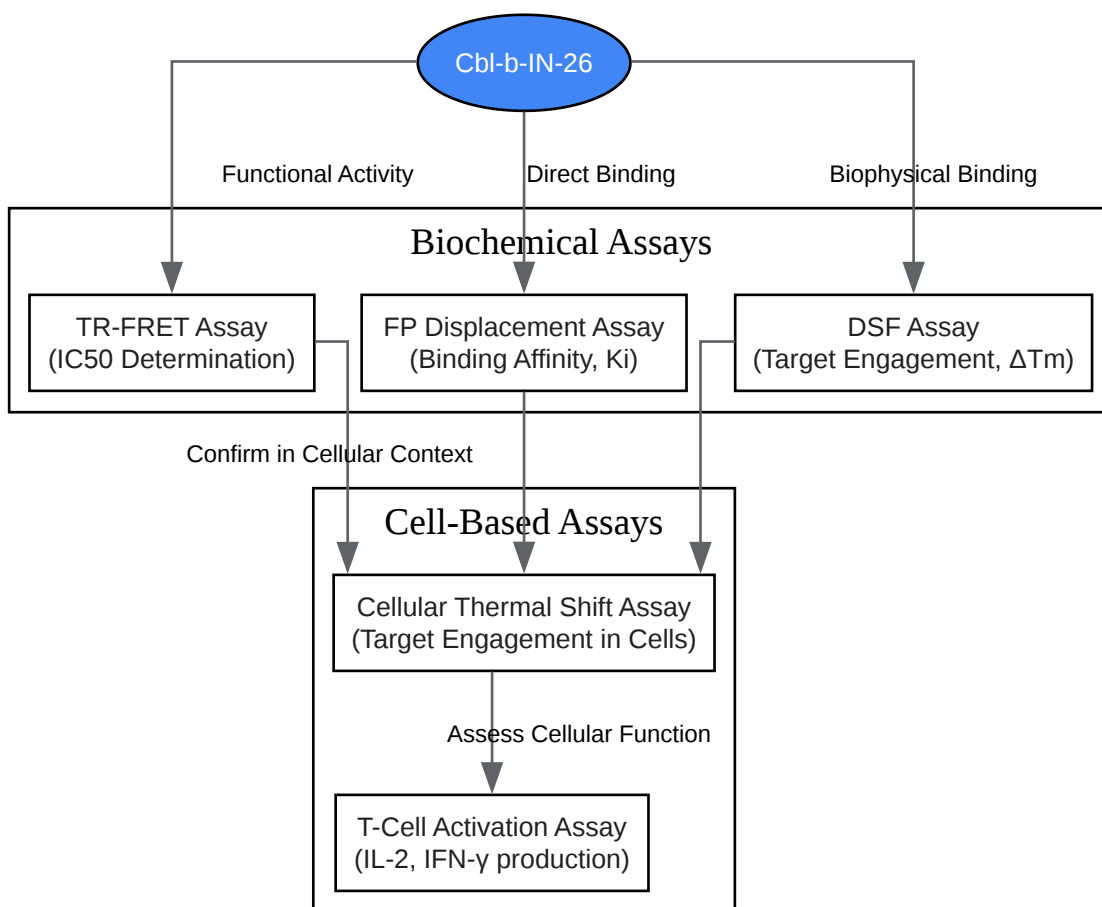 Cbl-b-IN-26
Functional Activity
Direct Binding
Biophysical Binding
Biochemical Assays
TR-FRET Assay
(IC50 Determination)
FP Displacement Assay
(Binding Affinity, Ki)
DSF Assay
(Target Engagement, ΔTm)
Confirm in Cellular Context
Cell-Based Assays
Cellular Thermal Shift Assay
(Target Engagement in Cells)
Assess Cellular Function
T-Cell Activation Assay
(IL-2, IFN-γ production)